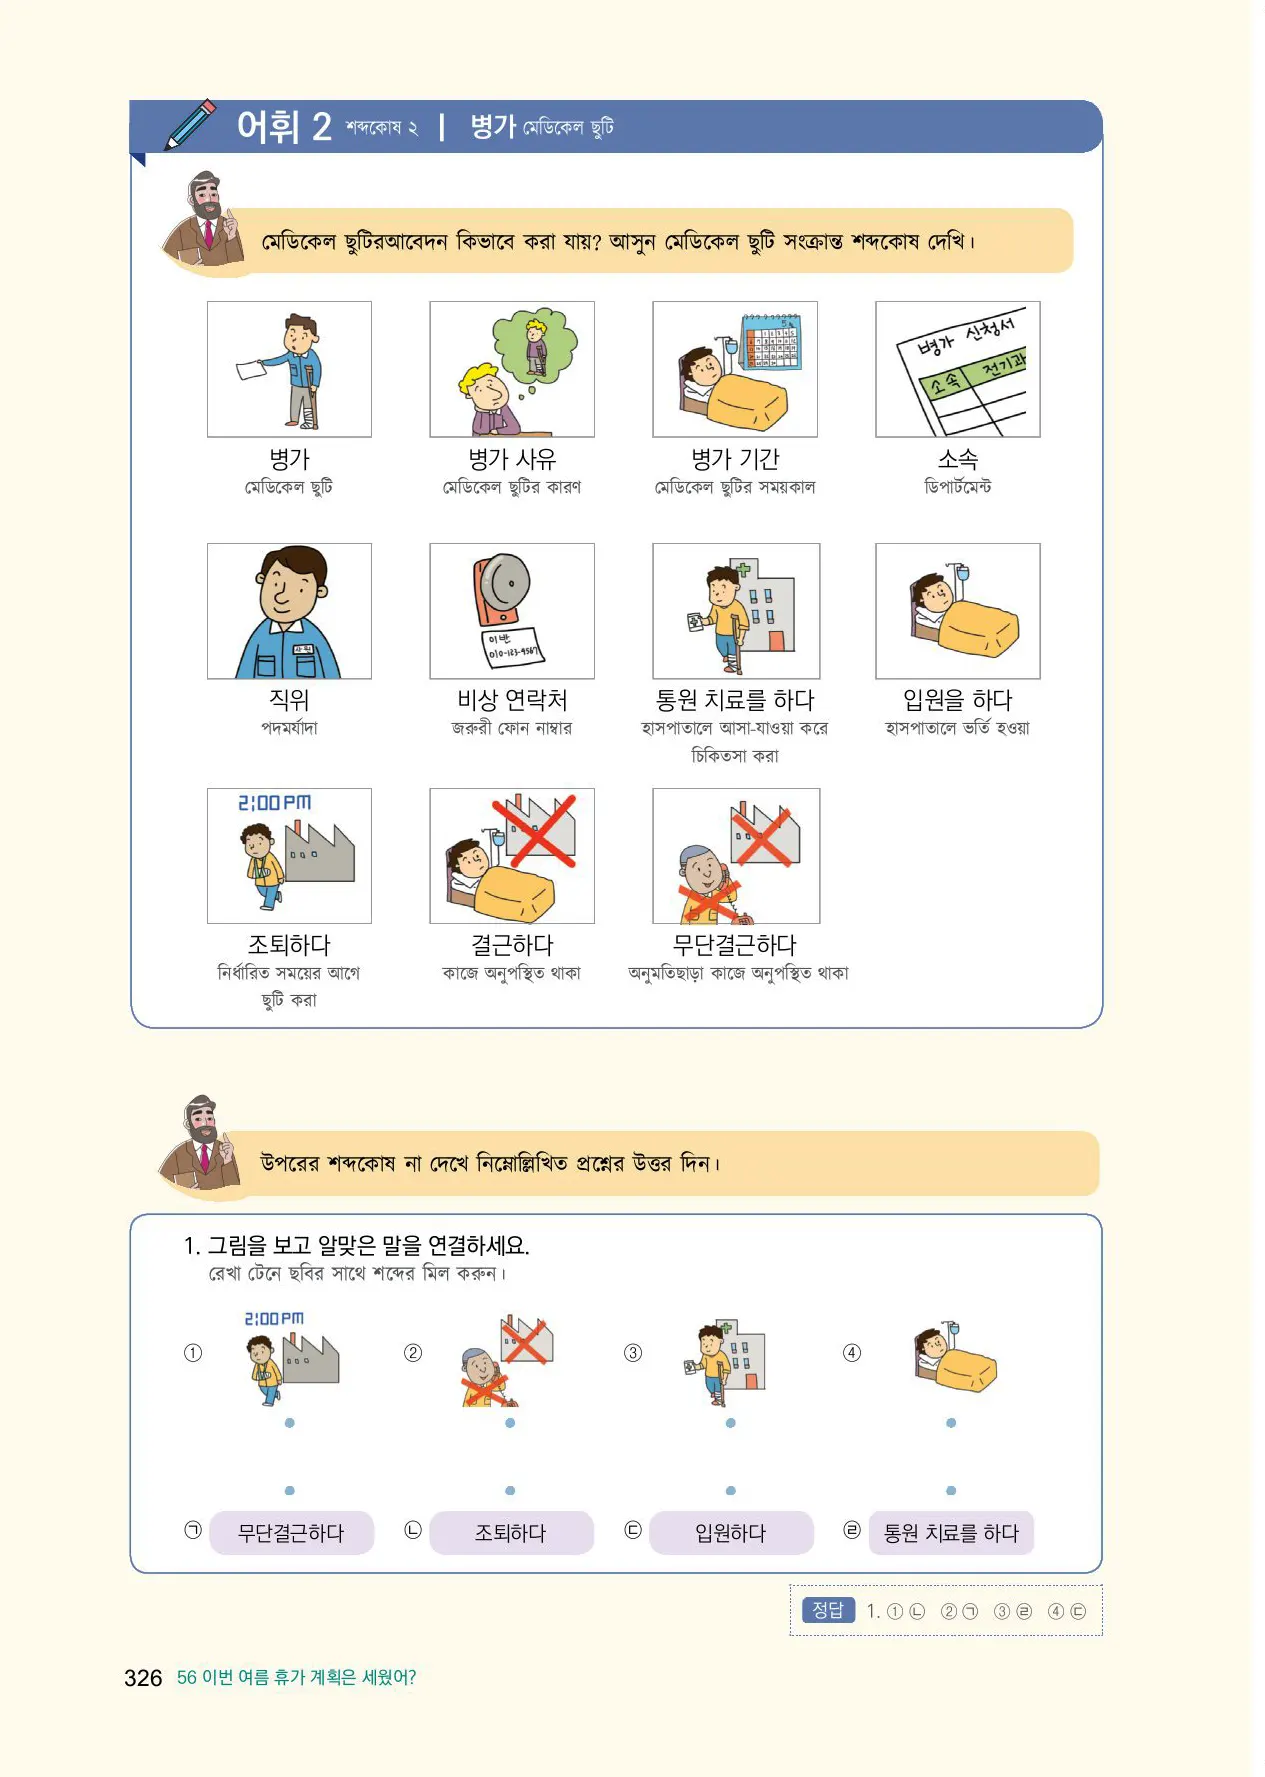 어휘 2 শব্দকোষ ২ | 병가 মেডিকেল ছুটি
মেডিকেল ছুটিরআবেদন কিভাবে করা যায়? আসুন মেডিকেল ছুটি সংক্রান্ত শব্দকোষ দেখি।
병가 신청서
소속 전기과
병가 병가 사유 병가 기간 소속
মেডিকেল ছুটি মেডিকেল ছুটির কারণ মেডিকেল ছুটির সময়কাল ডিপার্টমেন্ট
사원
이반
010-123-4567
직위 비상 연락처 통원 치료를 하다 입원을 하다
পদমর্যাদা জরুরী ফোন নাম্বার হাসপাতালে আসা-যাওয়া করে হাসপাতালে ভর্তি হওয়া
চিকিতসা করা
2:00 PM
조퇴하다 결근하다 무단결근하다
নির্ধারিত সময়ের আগে কাজে অনুপস্থিত থাকা অনুমতিছাড়া কাজে অনুপস্থিত থাকা
ছুটি করা
উপরের শব্দকোষ না দেখে নিম্নোল্লিখিত প্রশ্নের উত্তর দিন।
1. 그림을 보고 알맞은 말을 연결하세요.
রেখা টেনে ছবির সাথে শব্দের মিল করুন।
2:00 PM
① ② ③ ④
㉠ 무단결근하다 ㉡ 조퇴하다 ㉢ 입원하다 ㉣ 통원 치료를 하다
정답 1. ① ㉡ ② ㉠ ③ ㉣ ④ ㉢
326 56 이번 여름 휴가 계획은 세웠어?